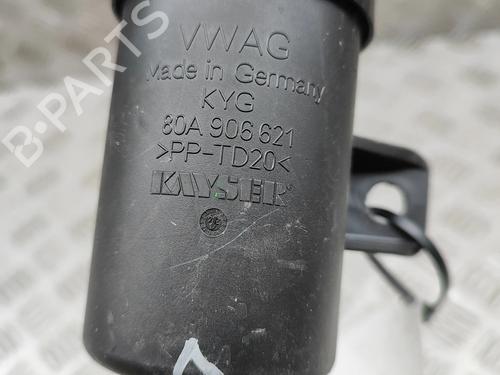 VWAG
Made in Germany
KYG
80A 906 621
>PP-TD20<
KAYSER
B-PARTS